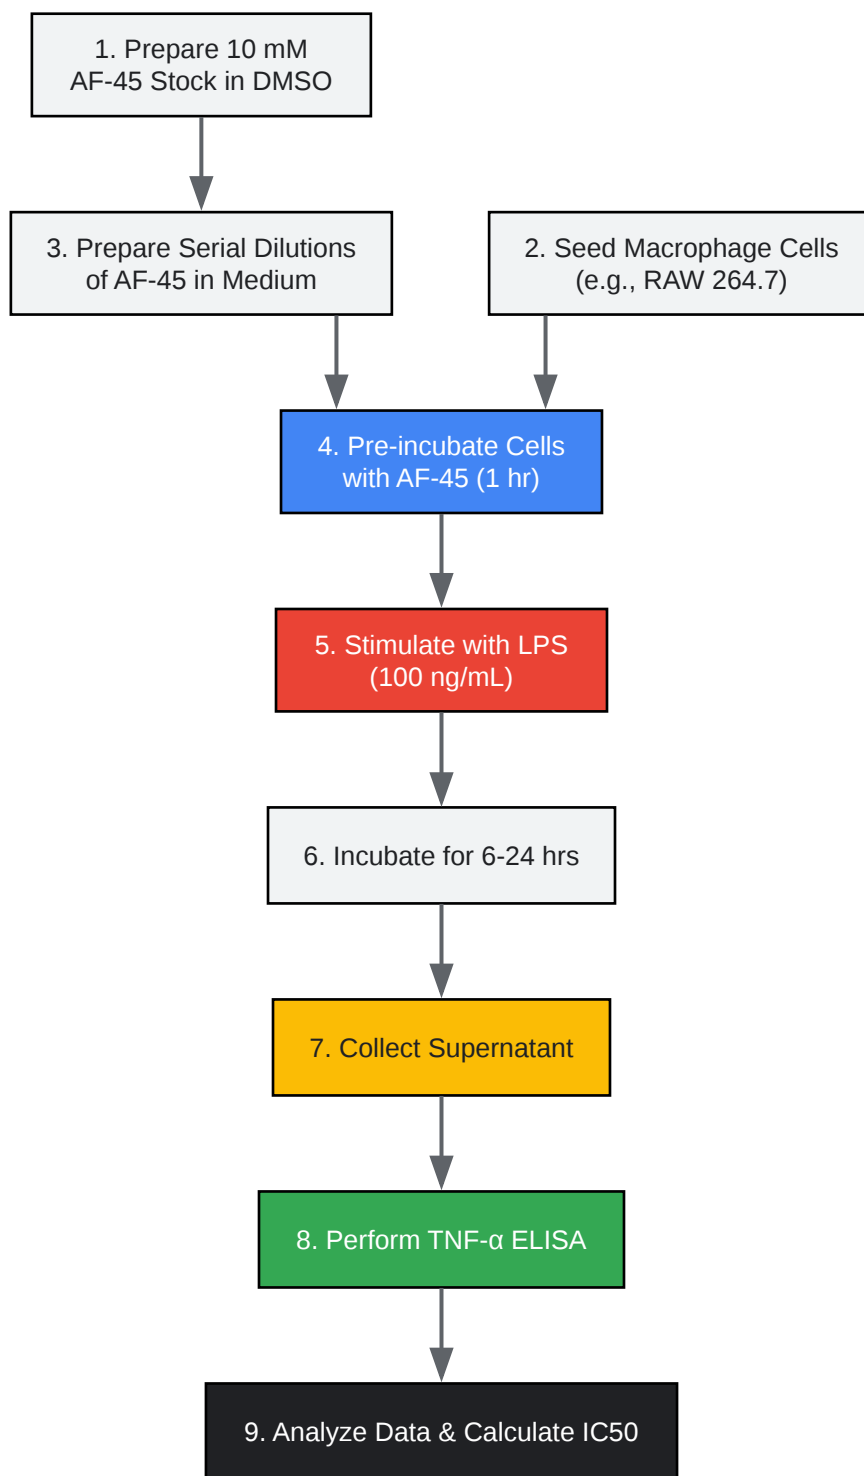 1. Prepare 10 mM
AF-45 Stock in DMSO
3. Prepare Serial Dilutions
of AF-45 in Medium
2. Seed Macrophage Cells
(e.g., RAW 264.7)
4. Pre-incubate Cells
with AF-45 (1 hr)
5. Stimulate with LPS
(100 ng/mL)
6. Incubate for 6-24 hrs
7. Collect Supernatant
8. Perform TNF-α ELISA
9. Analyze Data & Calculate IC50